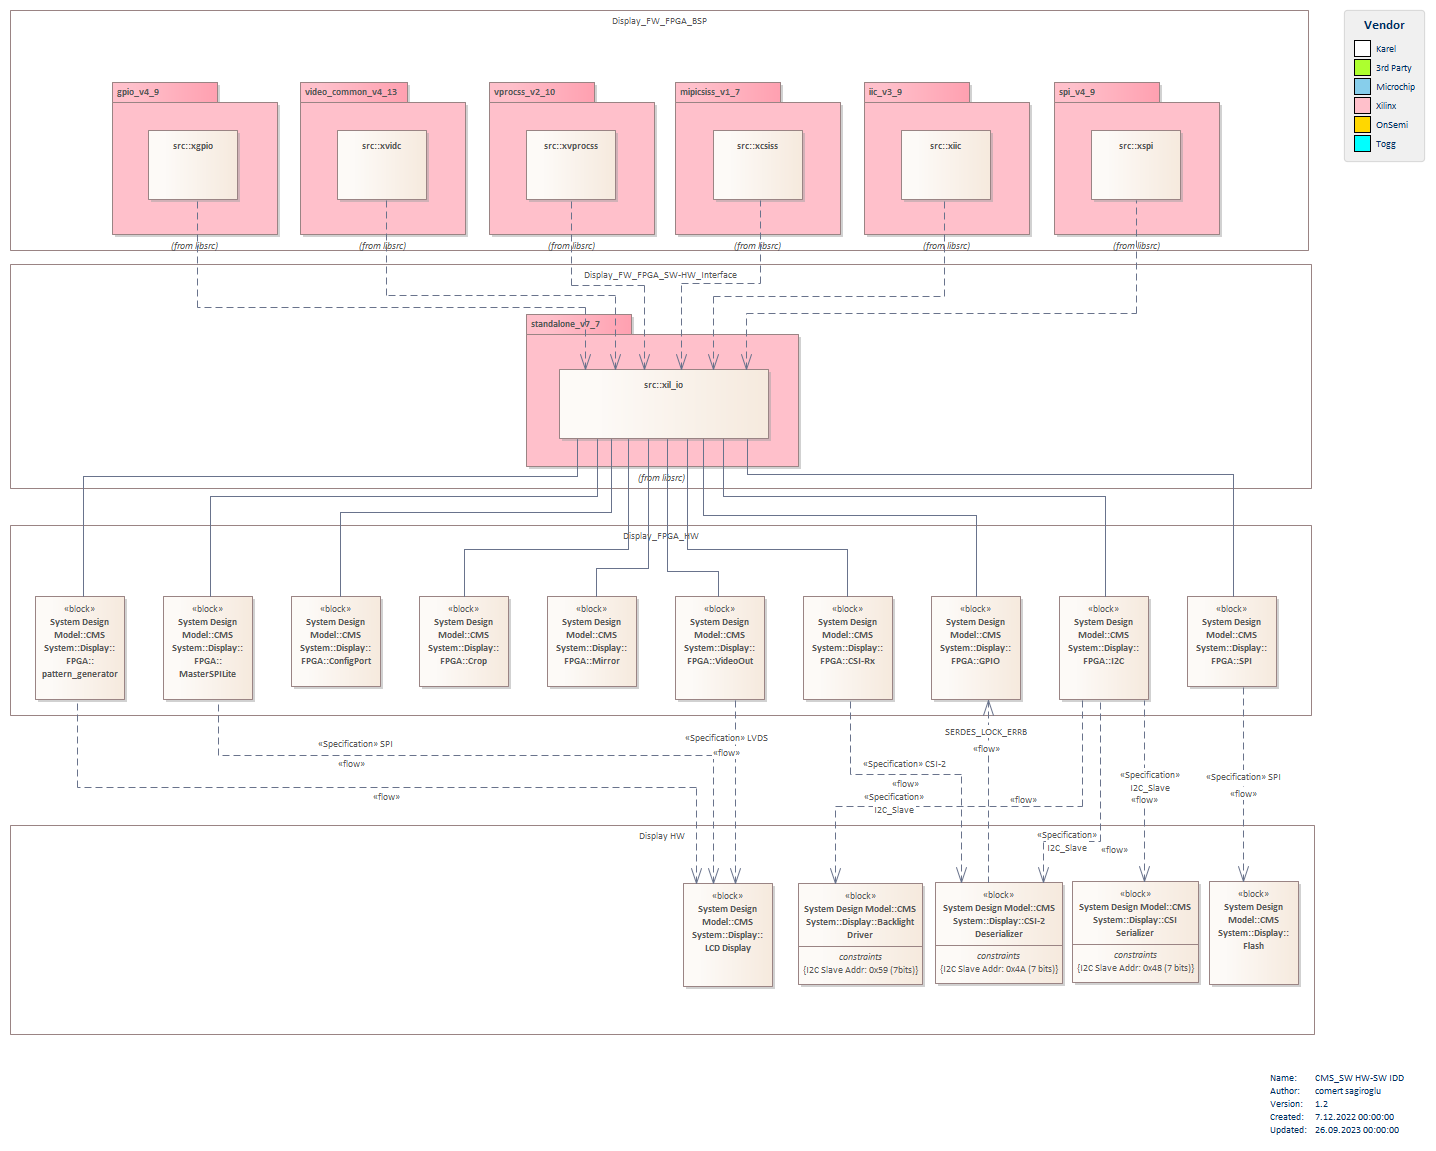 Display_FW_FPGA_BSP
Vendor
Karel
3rd Party
Microchip
Xilinx
OnSemi
Togg
gpio_v4_9
video_common_v4_13
vprocss_v2_10
mipicsiss_v1_7
iic_v3_9
spi_v4_9
src::xgpio
src::xvidc
src::xvprocss
src::xcsiss
src::xiic
src::xspi
(from libsrc)
(from libsrc)
(from libsrc)
(from libsrc)
(from libsrc)
(from libsrc)
Display_FW_FPGA_SW-HW_Interface
standalone_v7_7
src::xil_io
(from libsrc)
Display_FPGA_HW
«block»
System Design
Model::CMS
System::Display::
FPGA::
pattern_generator
«block»
System Design
Model::CMS
System::Display::
FPGA::
MasterSPILite
«block»
System Design
Model::CMS
System::Display::
FPGA::ConfigPort
«block»
System Design
Model::CMS
System::Display::
FPGA::Crop
«block»
System Design
Model::CMS
System::Display::
FPGA::Mirror
«block»
System Design
Model::CMS
System::Display::
FPGA::VideoOut
«block»
System Design
Model::CMS
System::Display::
FPGA::CSI-Rx
«block»
System Design
Model::CMS
System::Display::
FPGA::GPIO
«block»
System Design
Model::CMS
System::Display::
FPGA::I2C
«block»
System Design
Model::CMS
System::Display::
FPGA::SPI
«Specification» SPI
«flow»
«flow»
«Specification» LVDS
«flow»
«Specification» CSI-2
«flow»
SERDES_LOCK_ERRB
«flow»
«Specification»
I2C_Slave
«flow»
«Specification»
I2C_Slave
«flow»
«Specification»
I2C_Slave
«flow»
«Specification» SPI
«flow»
Display HW
«block»
System Design
Model::CMS
System::Display::
LCD Display
«block»
System Design Model::CMS
System::Display::Backlight
Driver
constraints
{I2C Slave Addr: 0x59 (7bits)}
«block»
System Design Model::CMS
System::Display::CSI-2
Deserializer
constraints
{I2C Slave Addr: 0x4A (7 bits)}
«block»
System Design Model::CMS
System::Display::CSI
Serializer
constraints
{I2C Slave Addr: 0x48 (7 bits)}
«block»
System Design
Model::CMS
System::Display::
Flash
Name: CMS_SW HW-SW IDD
Author: comert sagiroglu
Version: 1.2
Created: 7.12.2022 00:00:00
Updated: 26.09.2023 00:00:00